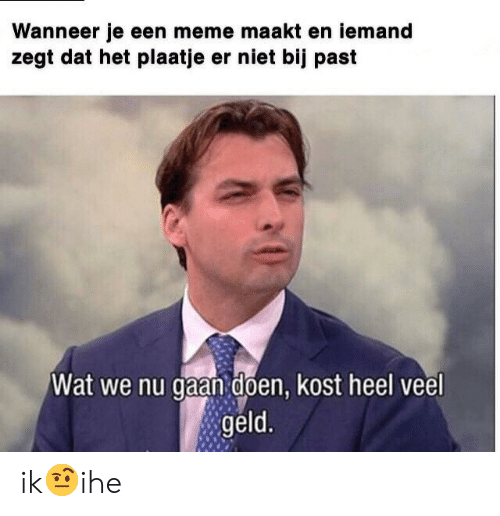 Wanneer je een meme maakt en iemand
zegt dat het plaatje er niet bij past
Wat we nu gaan doen, kost heel veel
geld.
ik🤨ihe